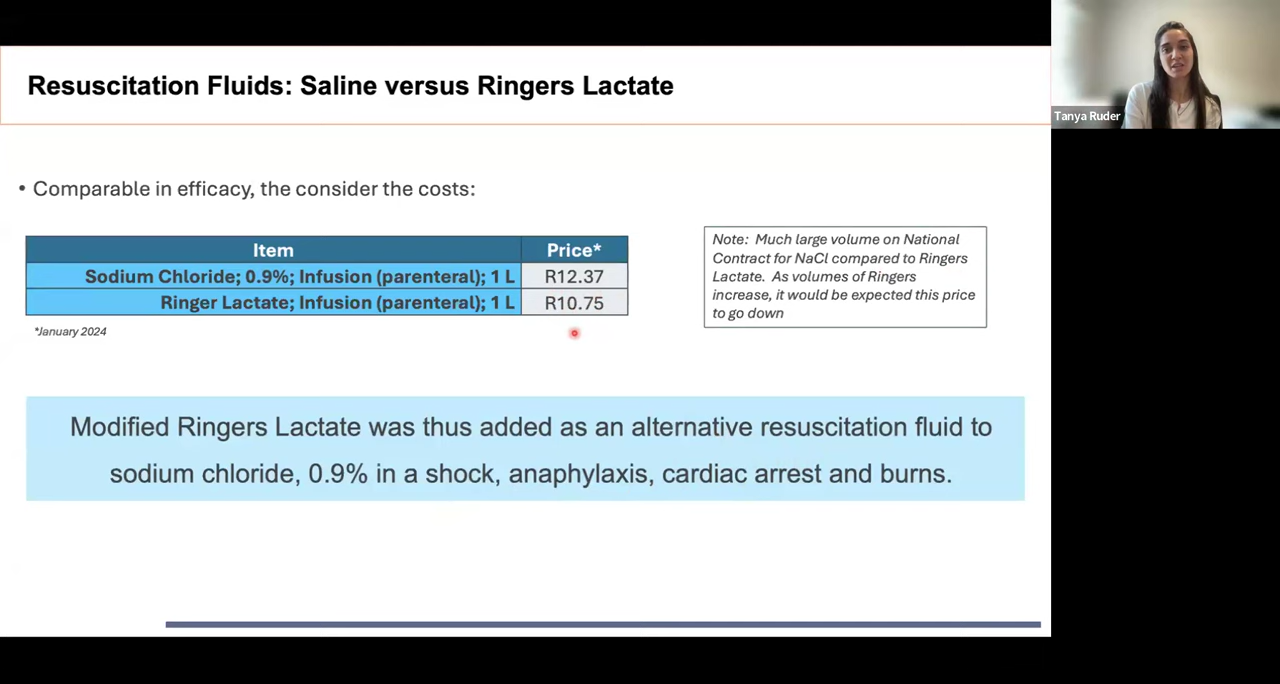 Resuscitation Fluids: Saline versus Ringers Lactate
Tanya Ruder
• Comparable in efficacy, the consider the costs:
Item Price*
Sodium Chloride; 0.9%; Infusion (parenteral); 1 L R12.37
Ringer Lactate; Infusion (parenteral); 1 L R10.75
*January 2024
Note: Much large volume on National
Contract for NaCl compared to Ringers
Lactate. As volumes of Ringers
increase, it would be expected this price
to go down
Modified Ringers Lactate was thus added as an alternative resuscitation fluid to
sodium chloride, 0.9% in a shock, anaphylaxis, cardiac arrest and burns.